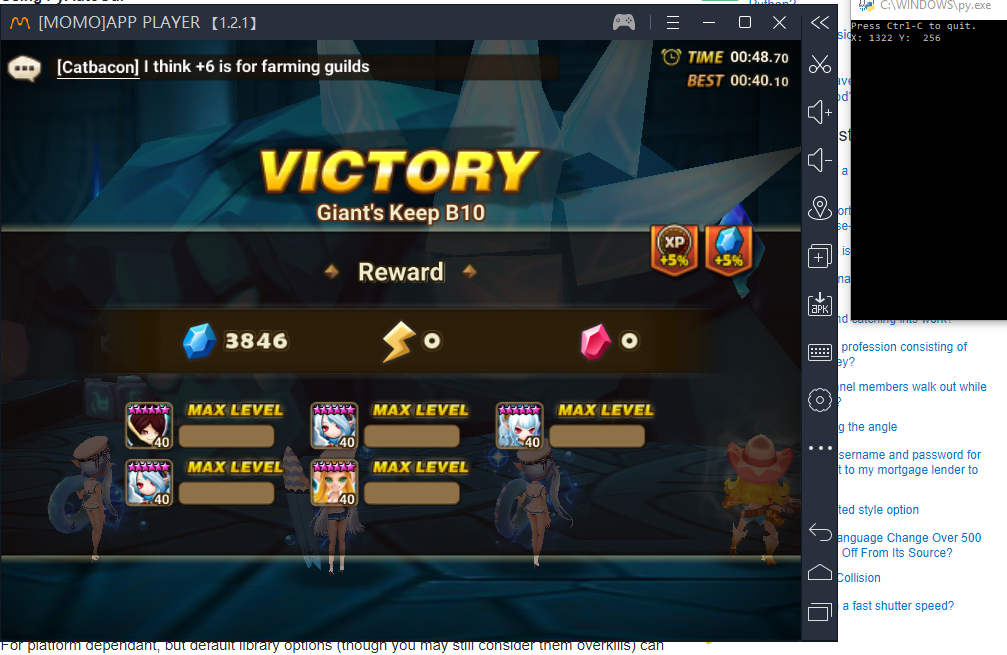 [MOMO]APP PLAYER 【1.2.1】
C:\WINDOWS\py.exe
Press Ctrl-C to quit.
X: 1322 Y:  256
[Catbacon] I think +6 is for farming guilds
TIME 00:48.70
BEST 00:40.10
VICTORY
Giant's Keep B10
XP +5%
+5%
Reward
3846
0
0
MAX LEVEL
40
MAX LEVEL
40
MAX LEVEL
40
MAX LEVEL
40
MAX LEVEL
40
APK
profession consisting of
nel members walk out while
g the angle
sername and password for
t to my mortgage lender to
ted style option
anguage Change Over 500
Off From Its Source?
Collision
a fast shutter speed?
For platform dependant, but default library options (though you may still consider them overkills) can